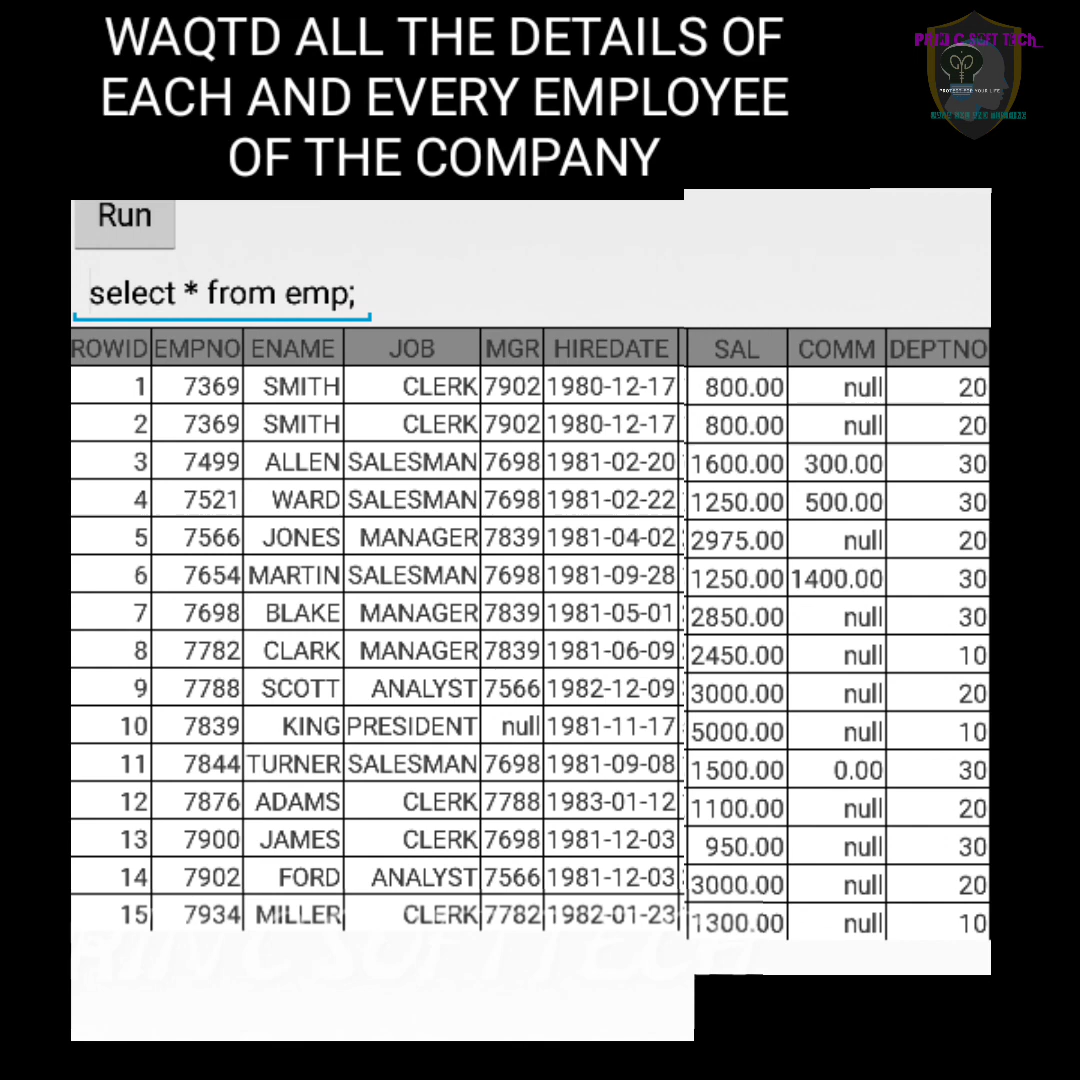 WAQTD ALL THE DETAILS OF
EACH AND EVERY EMPLOYEE
OF THE COMPANY
Run
select * from emp;
ROWID EMPNO ENAME JOB MGR HIREDATE SAL COMM DEPTNO
1 7369 SMITH CLERK 7902 1980-12-17 800.00 null 20
2 7369 SMITH CLERK 7902 1980-12-17 800.00 null 20
3 7499 ALLEN SALESMAN 7698 1981-02-20 1600.00 300.00 30
4 7521 WARD SALESMAN 7698 1981-02-22 1250.00 500.00 30
5 7566 JONES MANAGER 7839 1981-04-02 2975.00 null 20
6 7654 MARTIN SALESMAN 7698 1981-09-28 1250.00 1400.00 30
7 7698 BLAKE MANAGER 7839 1981-05-01 2850.00 null 30
8 7782 CLARK MANAGER 7839 1981-06-09 2450.00 null 10
9 7788 SCOTT ANALYST 7566 1982-12-09 3000.00 null 20
10 7839 KING PRESIDENT null 1981-11-17 5000.00 null 10
11 7844 TURNER SALESMAN 7698 1981-09-08 1500.00 0.00 30
12 7876 ADAMS CLERK 7788 1983-01-12 1100.00 null 20
13 7900 JAMES CLERK 7698 1981-12-03 950.00 null 30
14 7902 FORD ANALYST 7566 1981-12-03 3000.00 null 20
15 7934 MILLER CLERK 7782 1982-01-23 1300.00 null 10